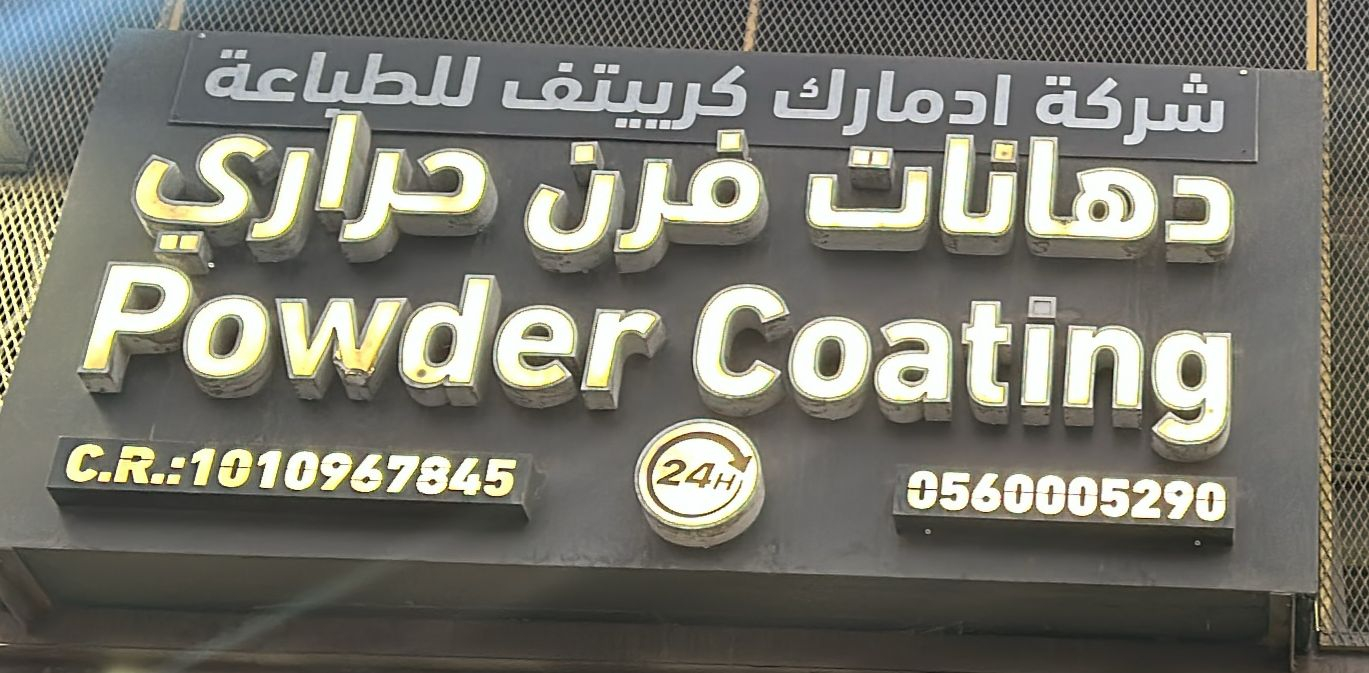 شركة ادمارك كرييتف للطباعة
دهانات فرن حراري
Powder Coating
C.R.:1010967845
24H
0560005290